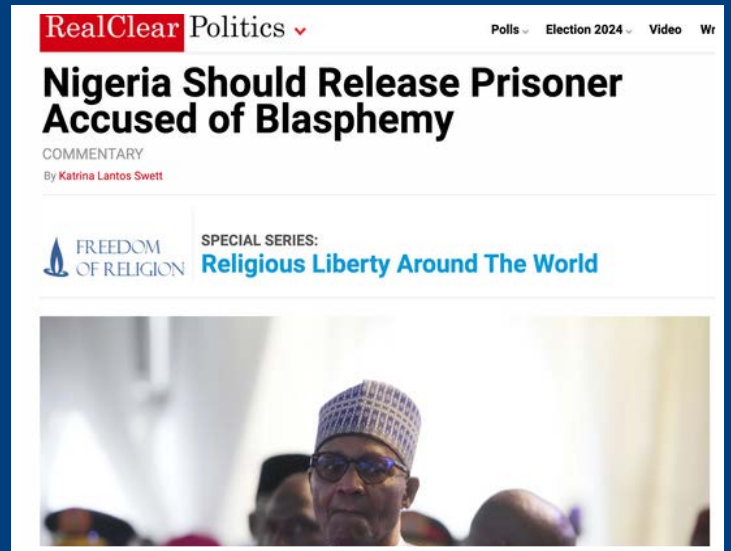 RealClear Politics
Polls Election 2024 Video Wr
Nigeria Should Release Prisoner
Accused of Blasphemy
COMMENTARY
By Katrina Lantos Swett
FREEDOM
OF RELIGION
SPECIAL SERIES:
Religious Liberty Around The World